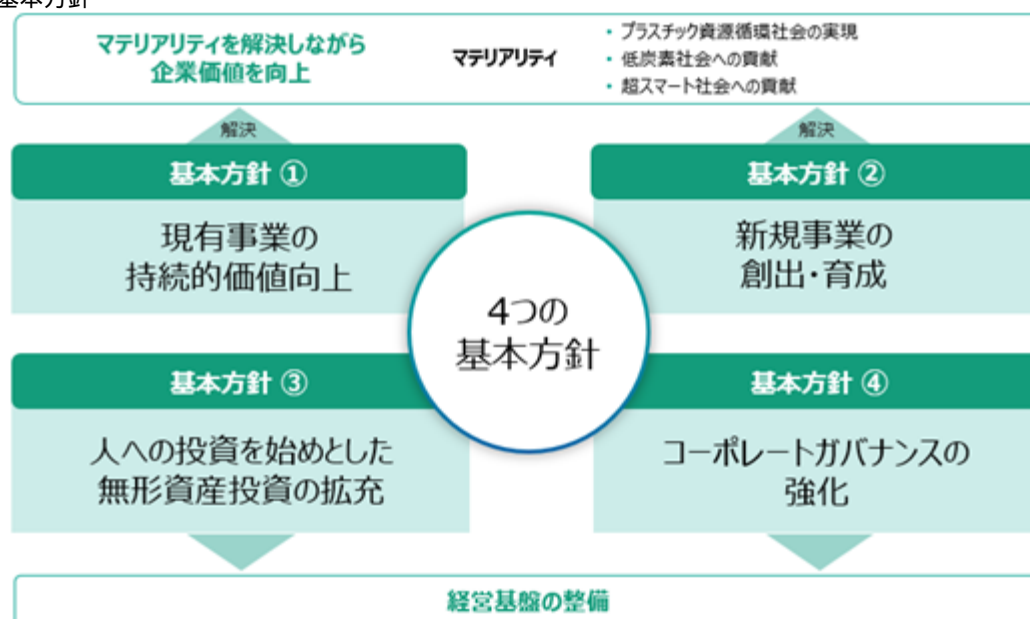 基本方針
マテリアリティを解決しながら
企業価値を向上
マテリアリティ
・プラスチック資源循環社会の実現
・低炭素社会への貢献
・超スマート社会への貢献
解決
解決
基本方針 ①
基本方針 ②
現有事業の
持続的価値向上
新規事業の
創出・育成
4つの
基本方針
基本方針 ③
基本方針 ④
人への投資を始めとした
無形資産投資の拡充
コーポレートガバナンスの
強化
経営基盤の整備